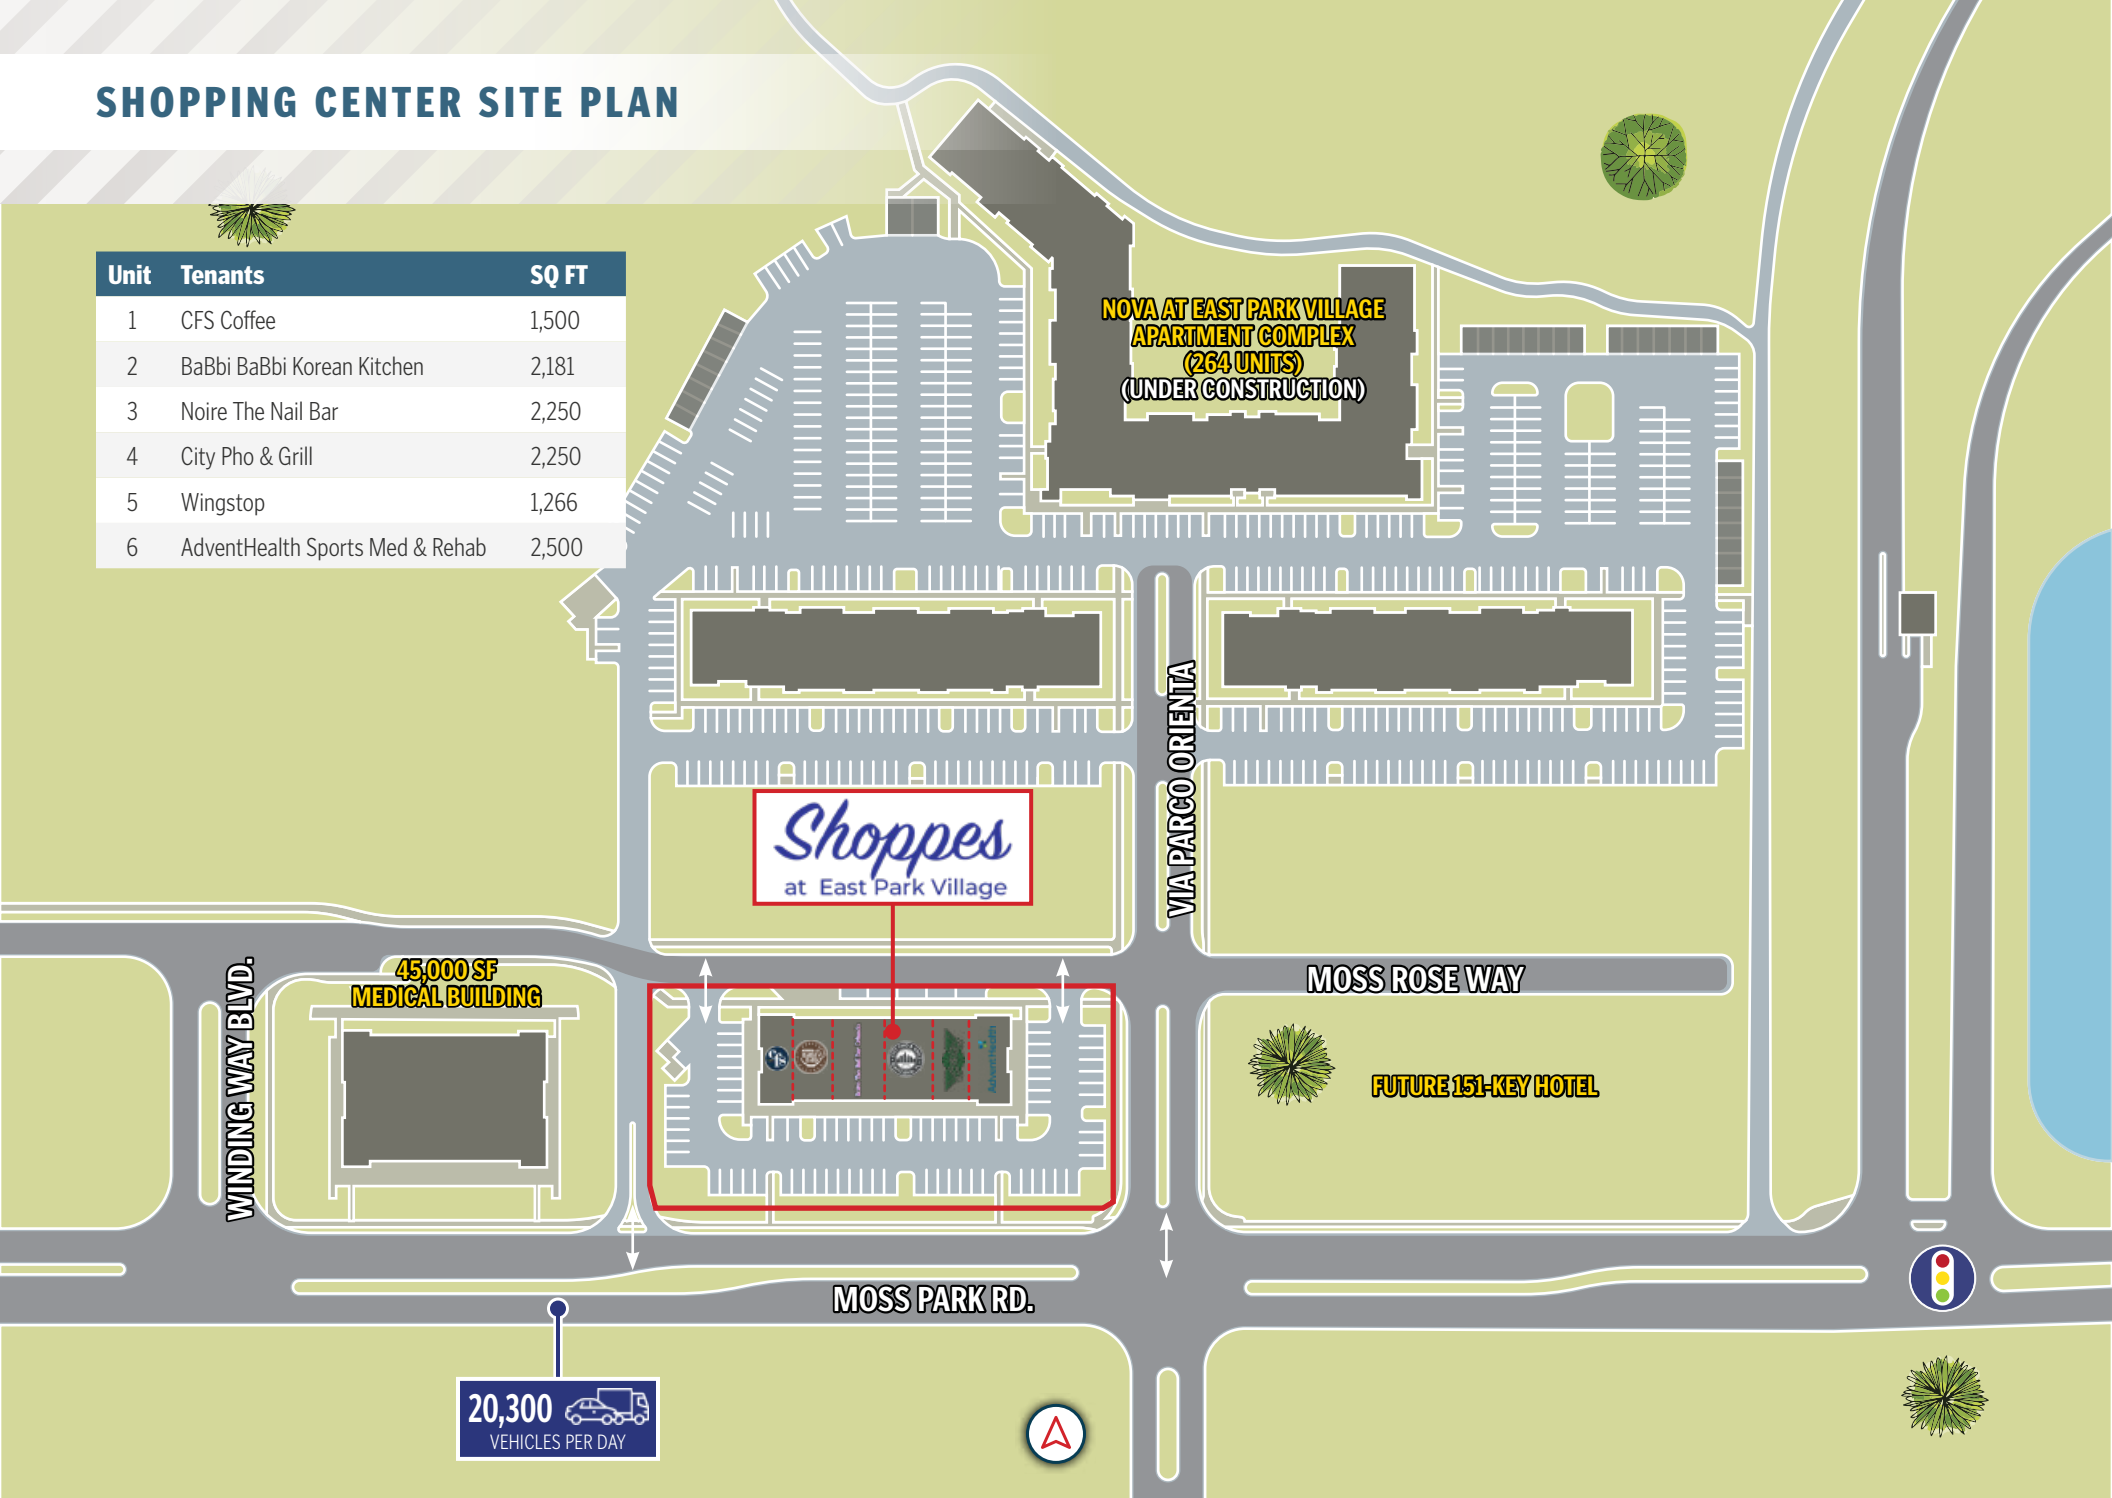 SHOPPING CENTER SITE PLAN
Unit Tenants SQ FT
1 CFS Coffee 1,500
2 BaBbi BaBbi Korean Kitchen 2,181
3 Noire The Nail Bar 2,250
4 City Pho & Grill 2,250
5 Wingstop 1,266
6 AdventHealth Sports Med & Rehab 2,500
NOVA AT EAST PARK VILLAGE
APARTMENT COMPLEX
(264 UNITS)
(UNDER CONSTRUCTION)
VIA PARCO ORIENTA
Shoppes
at East Park Village
45,000 SF
MEDICAL BUILDING
WINDING WAY BLVD.
MOSS ROSE WAY
AdventHealth
FUTURE 151-KEY HOTEL
MOSS PARK RD.
20,300
VEHICLES PER DAY